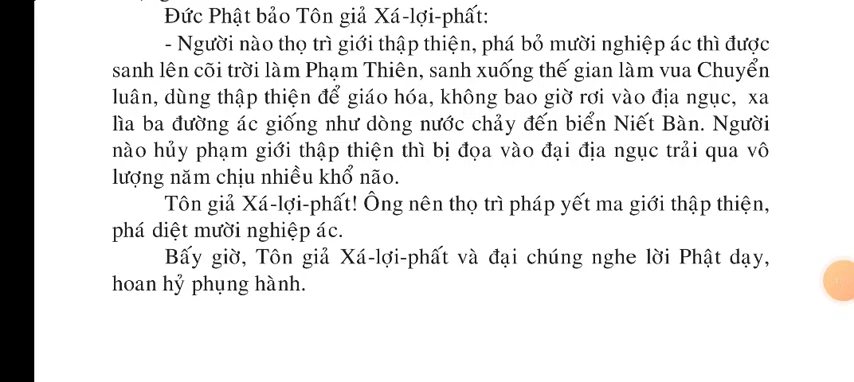 Đức Phật bảo Tôn giả Xá-lợi-phất:
- Người nào thọ trì giới thập thiện, phá bỏ mười nghiệp ác thì được
sanh lên cõi trời làm Phạm Thiên, sanh xuống thế gian làm vua Chuyển
luân, dùng thập thiện để giáo hóa, không bao giờ rơi vào địa ngục, xa
lìa ba đường ác giống như dòng nước chảy đến biển Niết Bàn. Người
nào hủy phạm giới thập thiện thì bị đọa vào đại địa ngục trải qua vô
lượng năm chịu nhiều khổ não.
Tôn giả Xá-lợi-phất! Ông nên thọ trì pháp yết ma giới thập thiện,
phá diệt mười nghiệp ác.
Bấy giờ, Tôn giả Xá-lợi-phất và đại chúng nghe lời Phật dạy,
hoan hỷ phụng hành.